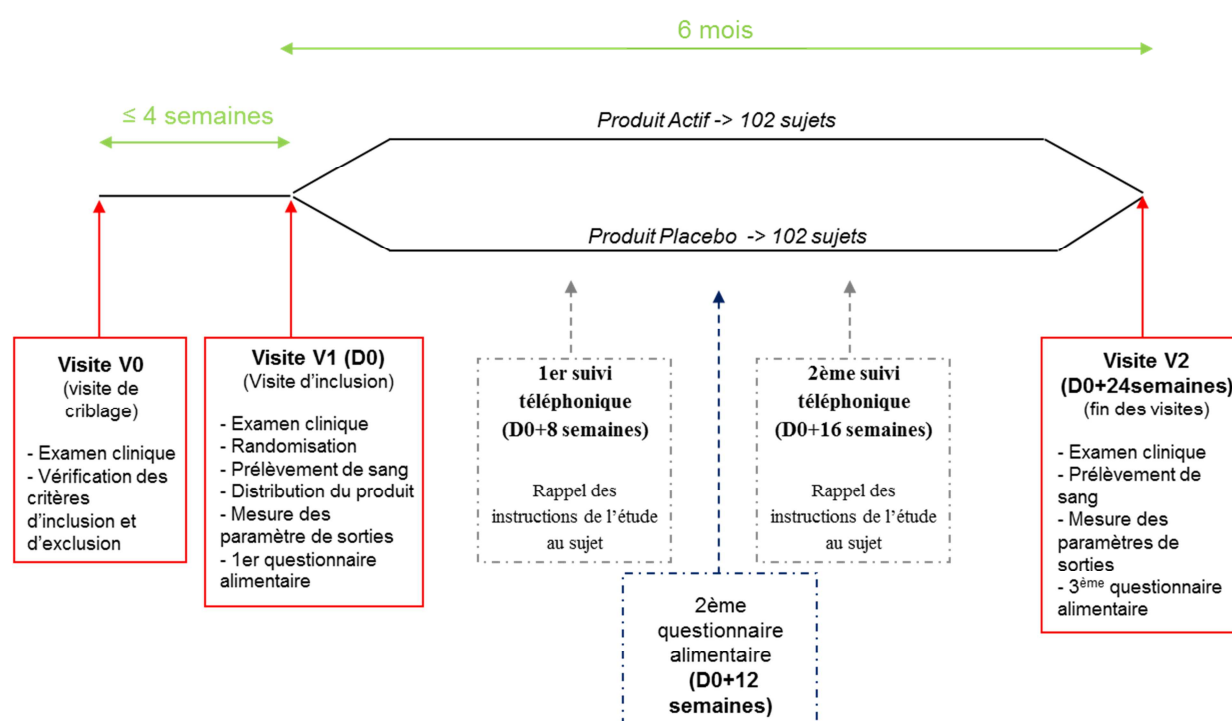 6 mois
≤ 4 semaines
Produit Actif -> 102 sujets
Produit Placebo -> 102 sujets
Visite V0
(visite de
criblage)
- Examen clinique
- Vérification des
critères
d'inclusion et
d'exclusion
Visite V1 (D0)
(Visite d'inclusion)
- Examen clinique
- Randomisation
- Prélèvement de sang
- Distribution du produit
- Mesure des
paramètre de sorties
- 1er questionnaire
alimentaire
1er suivi
téléphonique
(D0+8 semaines)
Rappel des
instructions de l'étude
au sujet
2ème questionnaire
alimentaire
(D0+12
semaines)
2ème suivi
téléphonique
(D0+16 semaines)
Rappel des
instructions de l'étude
au sujet
Visite V2
(D0+24semaines)
(fin des visites)
- Examen clinique
- Prélèvement de
sang
- Mesure des
paramètres de
sorties
- 3ème questionnaire
alimentaire